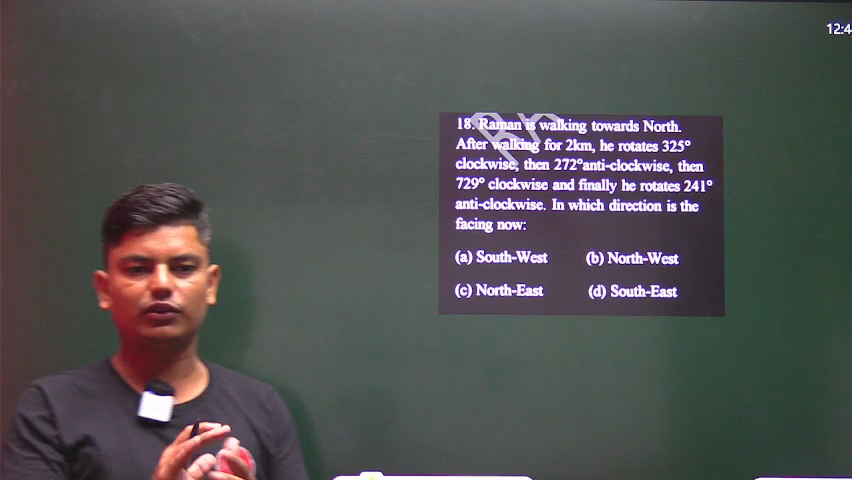 12:4
18. Raman is walking towards North.
After walking for 2km, he rotates 325°
clockwise, then 272°anti-clockwise, then
729° clockwise and finally he rotates 241°
anti-clockwise. In which direction is the
facing now:
(a) South-West (b) North-West
(c) North-East (d) South-East